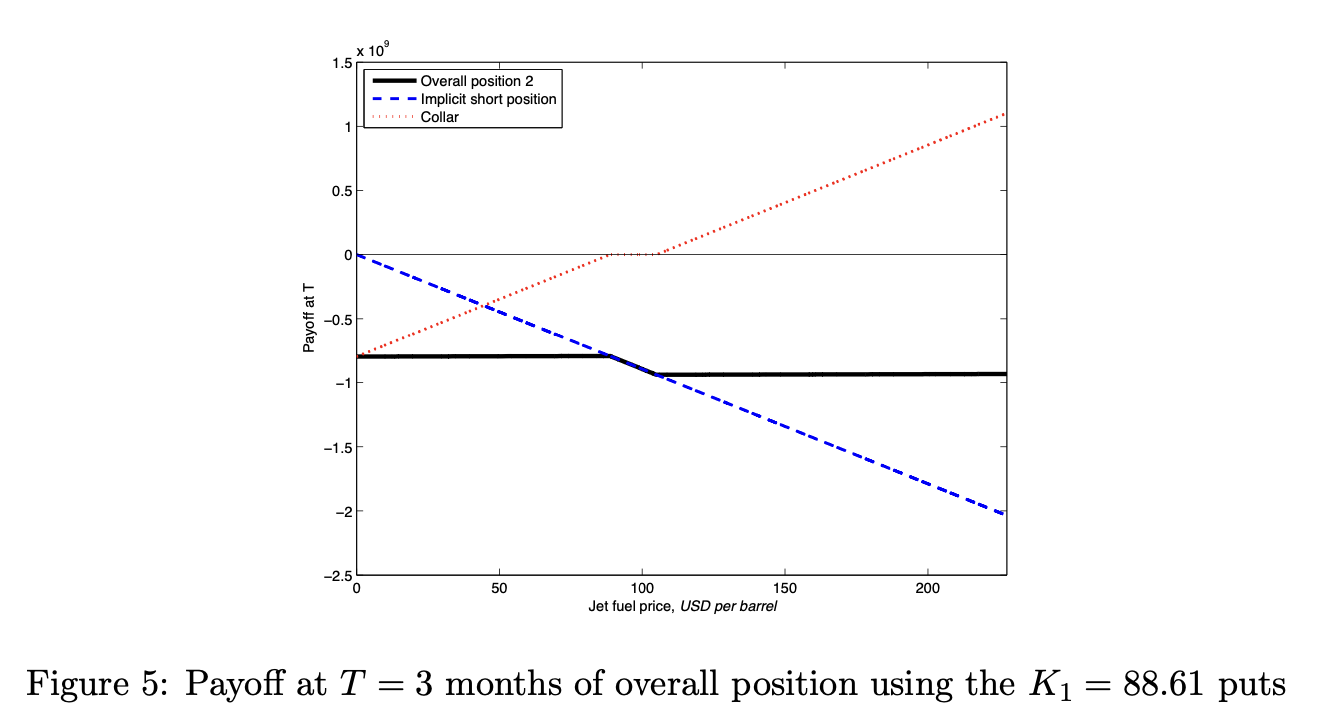 x 10^9
1.5
1
0.5
0
−0.5
−1
−1.5
−2
−2.5
Overall position 2
Implicit short position
Collar
Payoff at T
0 50 100 150 200
Jet fuel price, USD per barrel
Figure 5: Payoff at T = 3 months of overall position using the K₁ = 88.61 puts